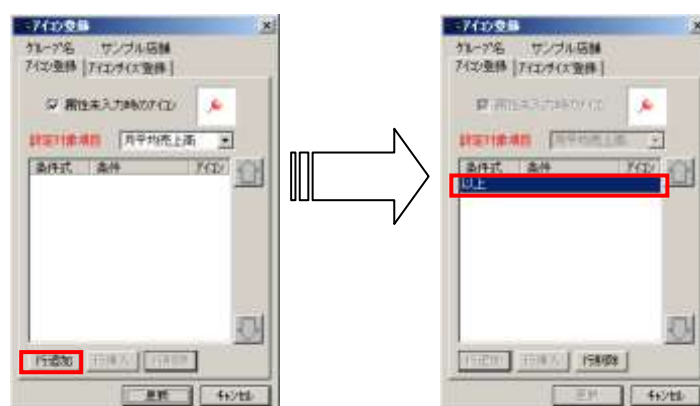 アイコン登録
グループ名 サンプル店舗
アイコン登録 アイコンサイズ登録
属性未入力時のアイコン
設定対象項目 月平均売上高
条件式 条件 アイコン
行追加 行挿入 行削除
更新 キャンセル
アイコン登録
グループ名 サンプル店舗
アイコン登録 アイコンサイズ登録
属性未入力時のアイコン
設定対象項目 月平均売上高
条件式 条件 アイコン
以上
行追加 行挿入 行削除
更新 キャンセル